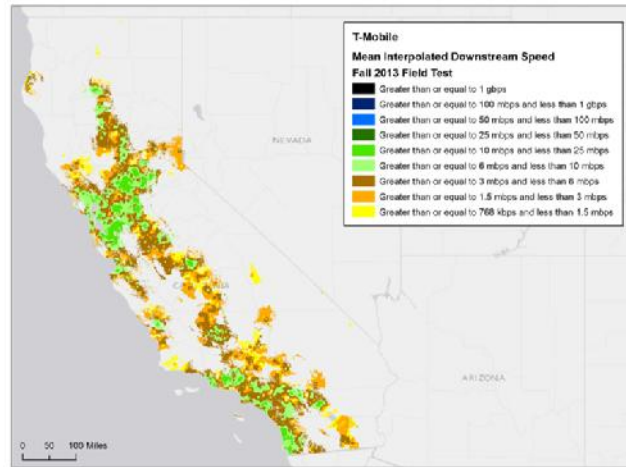 T-Mobile
Mean Interpolated Downstream Speed
Fall 2013 Field Test
Greater than or equal to 1 gbps
Greater than or equal to 100 mbps and less than 1 gbps
Greater than or equal to 50 mbps and less than 100 mbps
Greater than or equal to 25 mbps and less than 50 mbps
Greater than or equal to 10 mbps and less than 25 mbps
Greater than or equal to 6 mbps and less than 10 mbps
Greater than or equal to 3 mbps and less than 6 mbps
Greater than or equal to 1.5 mbps and less than 3 mbps
Greater than or equal to 768 kbps and less than 1.5 mbps
NEVADA
ARIZONA
0 50 100 Miles